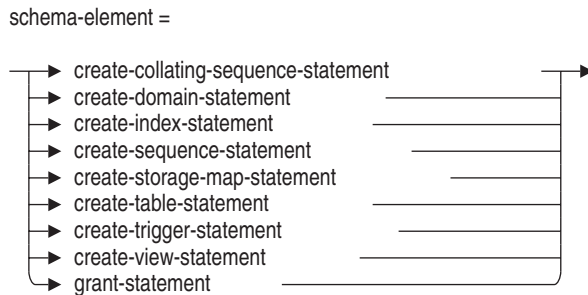 schema-element =
create-collating-sequence-statement
create-domain-statement
create-index-statement
create-sequence-statement
create-storage-map-statement
create-table-statement
create-trigger-statement
create-view-statement
grant-statement